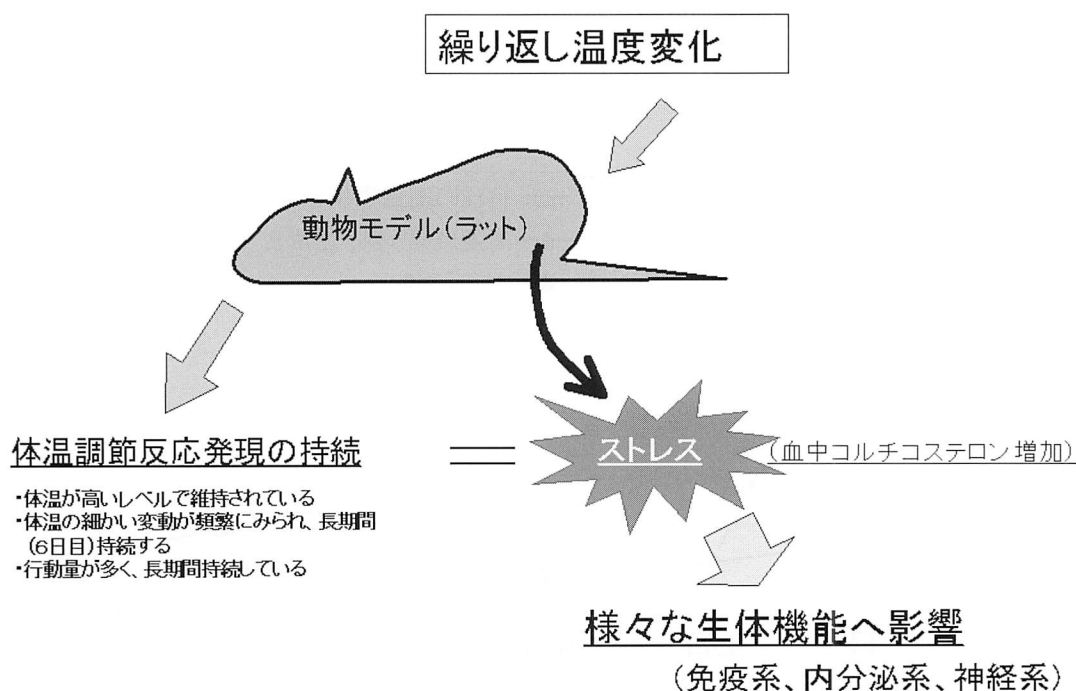 繰り返し温度変化
動物モデル(ラット)
体温調節反応発現の持続
・体温が高いレベルで維持されている
・体温の細かい変動が頻繁にみられ、長期間
(6日目)持続する
・行動量が多く、長期間持続している
＝
ストレス
(血中コルチコステロン増加)
様々な生体機能へ影響
(免疫系、内分泌系、神経系)